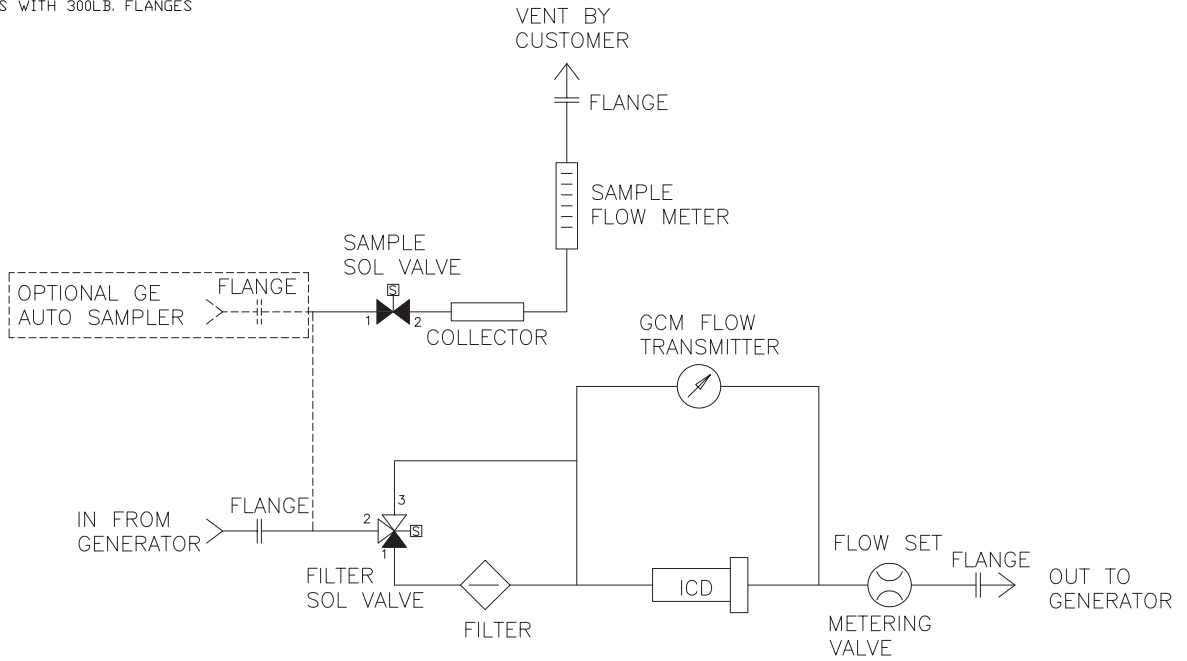 S WITH 300LB. FLANGES
VENT BY
CUSTOMER
FLANGE
SAMPLE
FLOW METER
SAMPLE
SOL VALVE
S
1
2
COLLECTOR
OPTIONAL GE
AUTO SAMPLER
FLANGE
GCM FLOW
TRANSMITTER
IN FROM
GENERATOR
FLANGE
3
2
S
1
FILTER
SOL VALVE
FILTER
ICD
FLOW SET
METERING
VALVE
FLANGE
OUT TO
GENERATOR